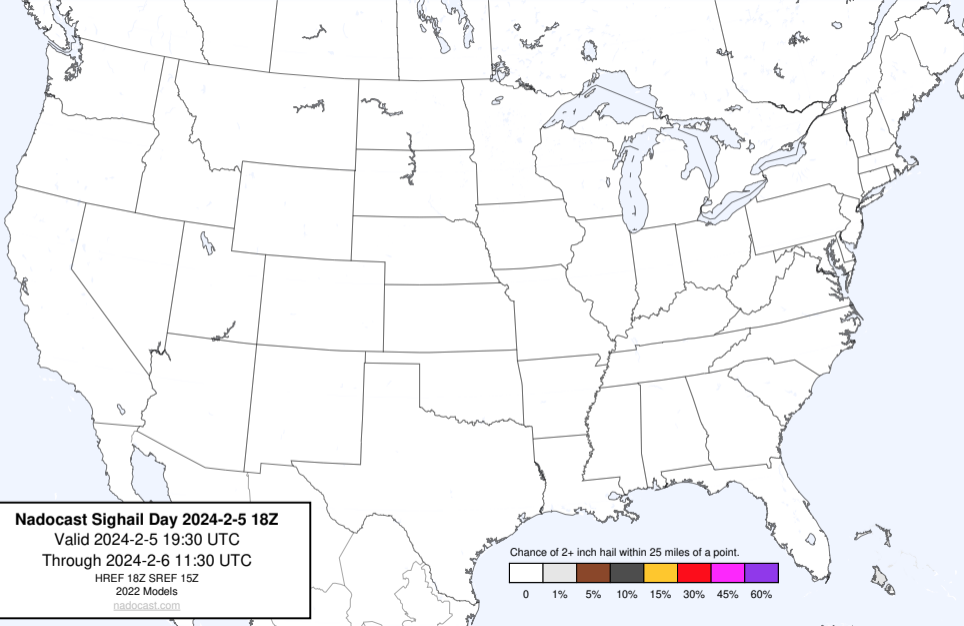 Nadocast Sighail Day 2024-2-5 18Z
Valid 2024-2-5 19:30 UTC
Through 2024-2-6 11:30 UTC
HREF 18Z SREF 15Z
2022 Models
nadocast.com
Chance of 2+ inch hail within 25 miles of a point.
0 1% 5% 10% 15% 30% 45% 60%